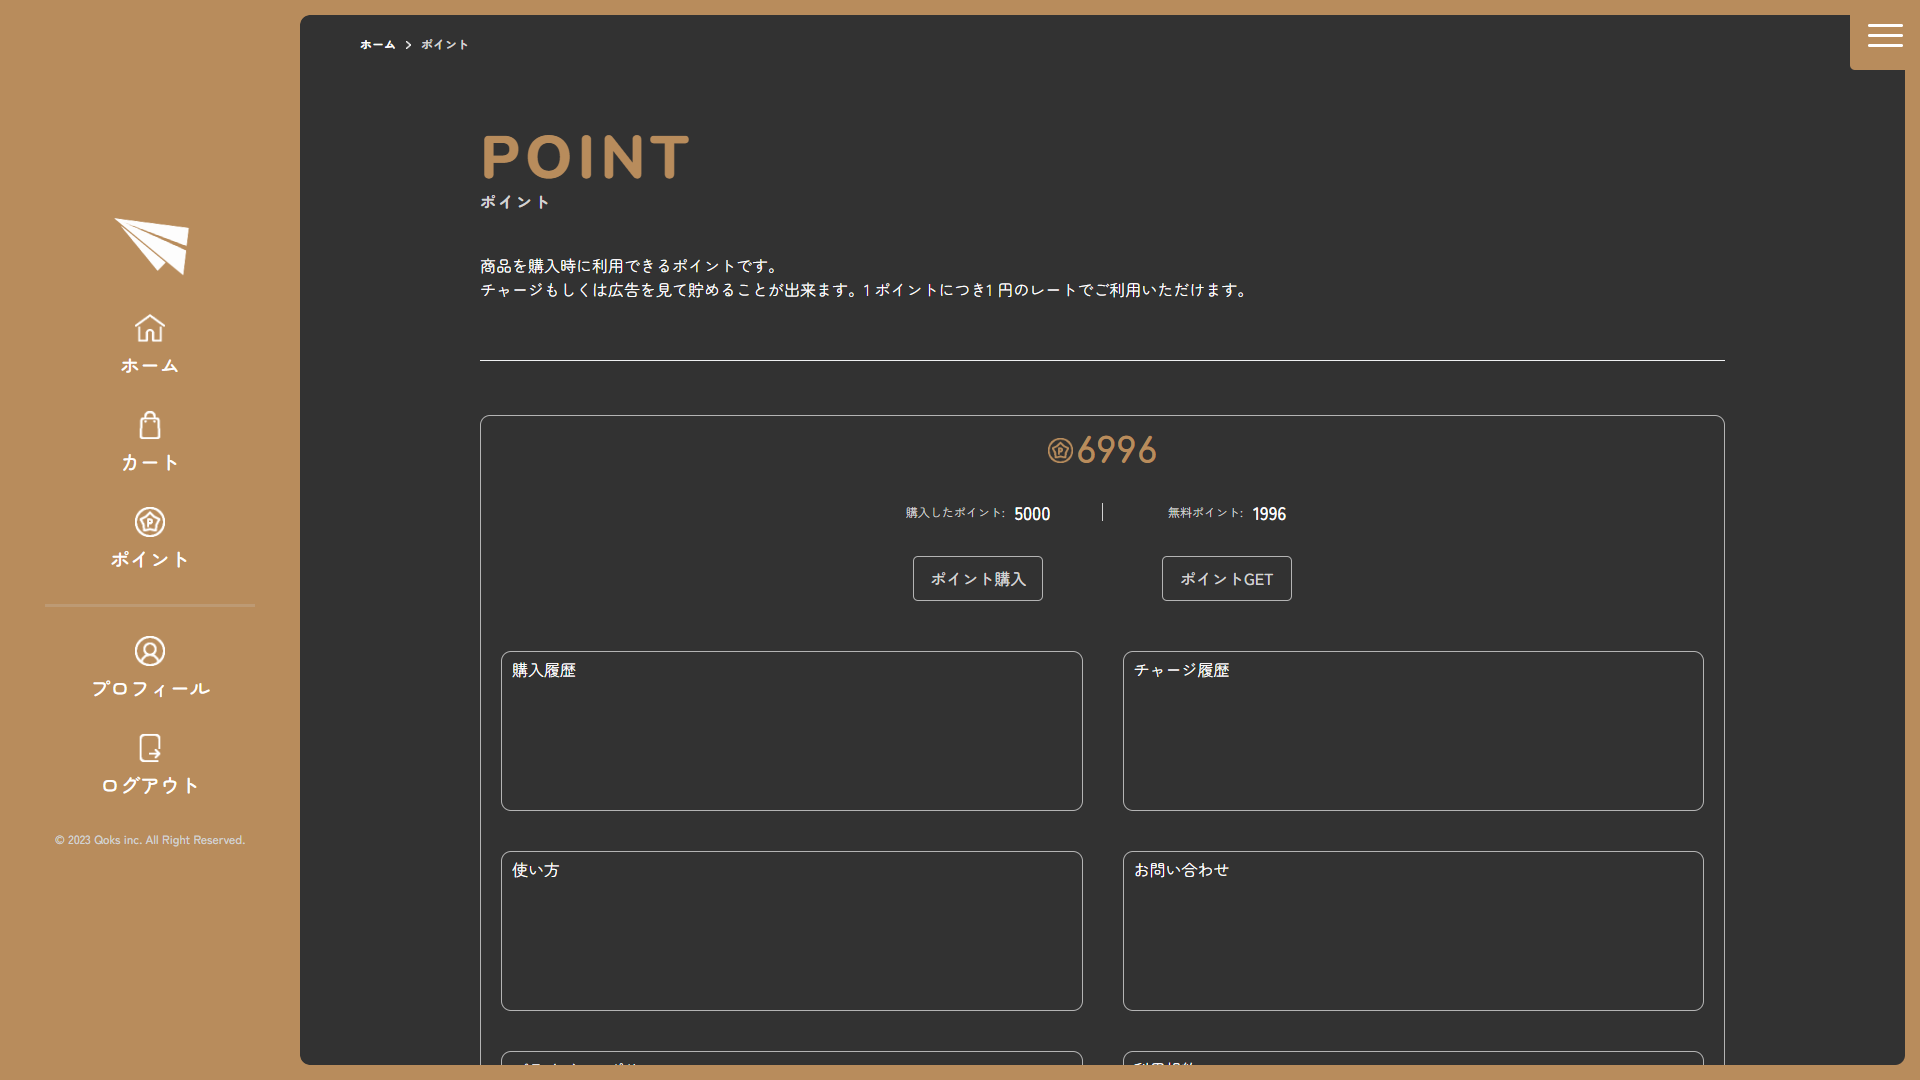 ホーム
カート
ポイント
プロフィール
ログアウト
© 2023 Qoks inc. All Right Reserved.
ホーム > ポイント
POINT
ポイント
商品を購入時に利用できるポイントです。
チャージもしくは広告を見て貯めることが出来ます。1 ポイントにつき1 円のレートでご利用いただけます。
6996
購入したポイント: 5000
無料ポイント: 1996
ポイント購入
ポイントGET
購入履歴
チャージ履歴
使い方
お問い合わせ